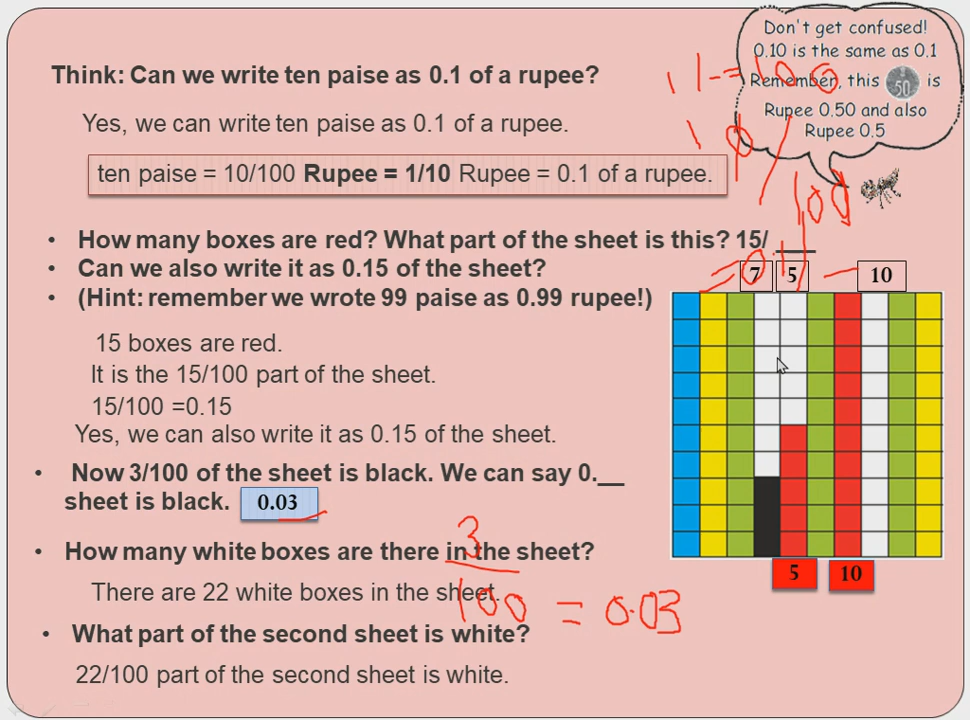 Don't get confused!
0.10 is the same as 0.1
Remember, this 50 is
Rupee 0.50 and also
Rupee 0.5
Think: Can we write ten paise as 0.1 of a rupee?
Yes, we can write ten paise as 0.1 of a rupee.
ten paise = 10/100 Rupee = 1/10 Rupee = 0.1 of a rupee.
• How many boxes are red? What part of the sheet is this? 15/ ___
• Can we also write it as 0.15 of the sheet?
• (Hint: remember we wrote 99 paise as 0.99 rupee!)
7 5 10
15 boxes are red.
It is the 15/100 part of the sheet.
15/100 =0.15
Yes, we can also write it as 0.15 of the sheet.
• Now 3/100 of the sheet is black. We can say 0.__
sheet is black. 0.03
• How many white boxes are there in the sheet?
There are 22 white boxes in the sheet.
3
100 = 0.03
5 10
• What part of the second sheet is white?
22/100 part of the second sheet is white.